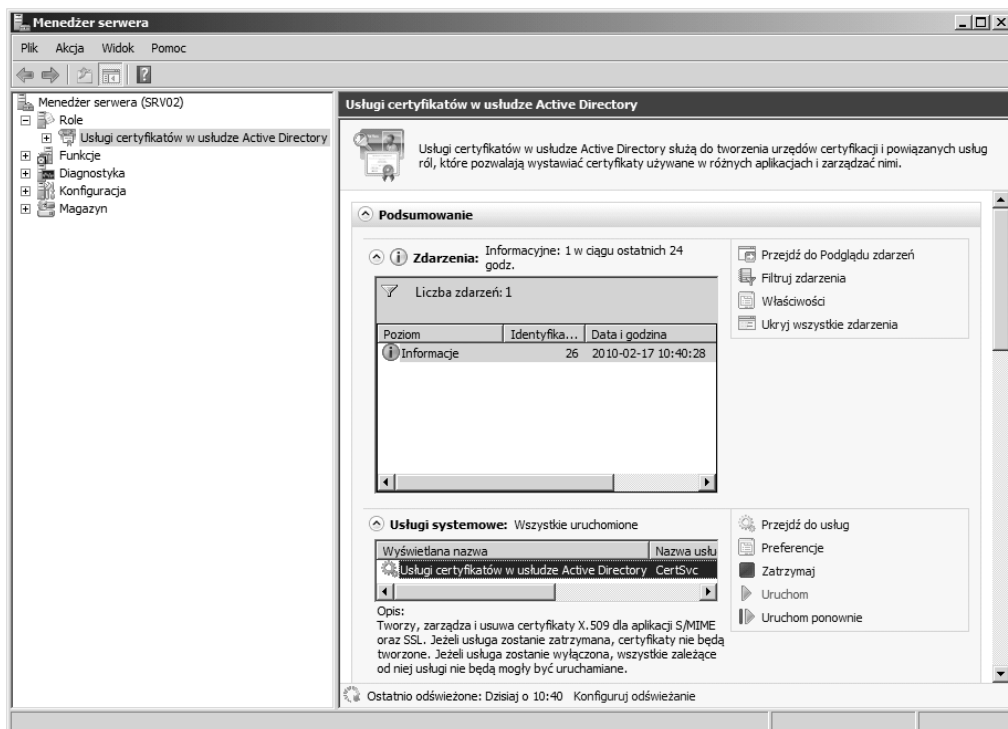 Menedżer serwera
Plik Akcja Widok Pomoc
Menedżer serwera (SRV02)
Role
Usługi certyfikatów w usłudze Active Directory
Funkcje
Diagnostyka
Konfiguracja
Magazyn
Usługi certyfikatów w usłudze Active Directory
Usługi certyfikatów w usłudze Active Directory służą do tworzenia urzędów certyfikacji i powiązanych usług
ról, które pozwalają wystawiać certyfikaty używane w różnych aplikacjach i zarządzać nimi.
Podsumowanie
Zdarzenia: Informacyjne: 1 w ciągu ostatnich 24
godz.
Liczba zdarzeń: 1
Poziom Identyfika... Data i godzina
Informacje 26 2010-02-17 10:40:28
Przejdź do Podglądu zdarzeń
Filtruj zdarzenia
Właściwości
Ukryj wszystkie zdarzenia
Usługi systemowe: Wszystkie uruchomione
Wyświetlana nazwa Nazwa usłu
Usługi certyfikatów w usłudze Active Directory CertSvc
Opis:
Tworzy, zarządza i usuwa certyfikaty X.509 dla aplikacji S/MIME
oraz SSL. Jeżeli usługa zostanie zatrzymana, certyfikaty nie będą
tworzone. Jeżeli usługa zostanie wyłączona, wszystkie zależące
od niej usługi nie będą mogły być uruchamiane.
Przejdź do usług
Preferencje
Zatrzymaj
Uruchom
Uruchom ponownie
Ostatnio odświeżone: Dzisiaj o 10:40 Konfiguruj odświeżanie